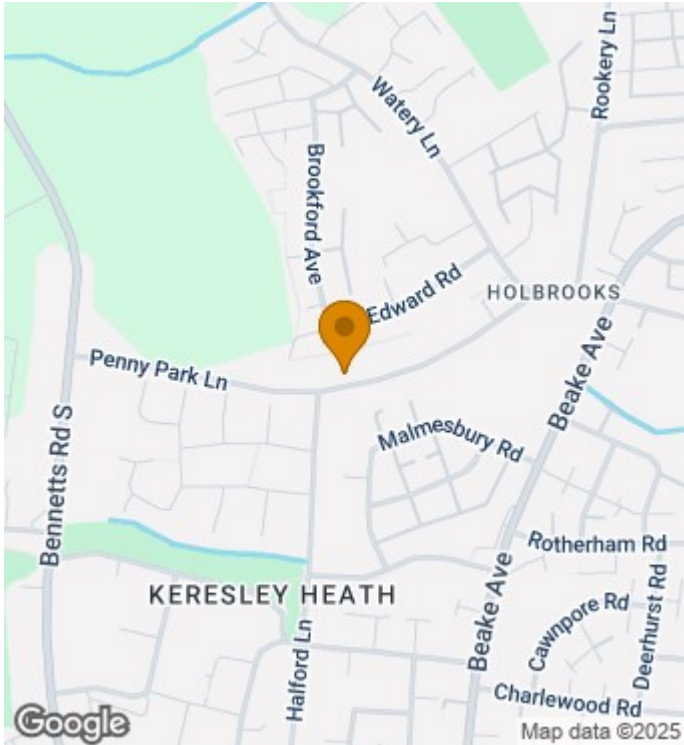 Rookery Ln
Watery Ln
Brookford Ave
Edward Rd
HOLBROOKS
Penny Park Ln
Beake Ave
Malmesbury Rd
Bennetts Rd S
Rotherham Rd
KERESLEY HEATH
Cawnpore Rd
Deerhurst Rd
Beake Ave
Halford Ln
Charlewood Rd
Google
Map data ©2025